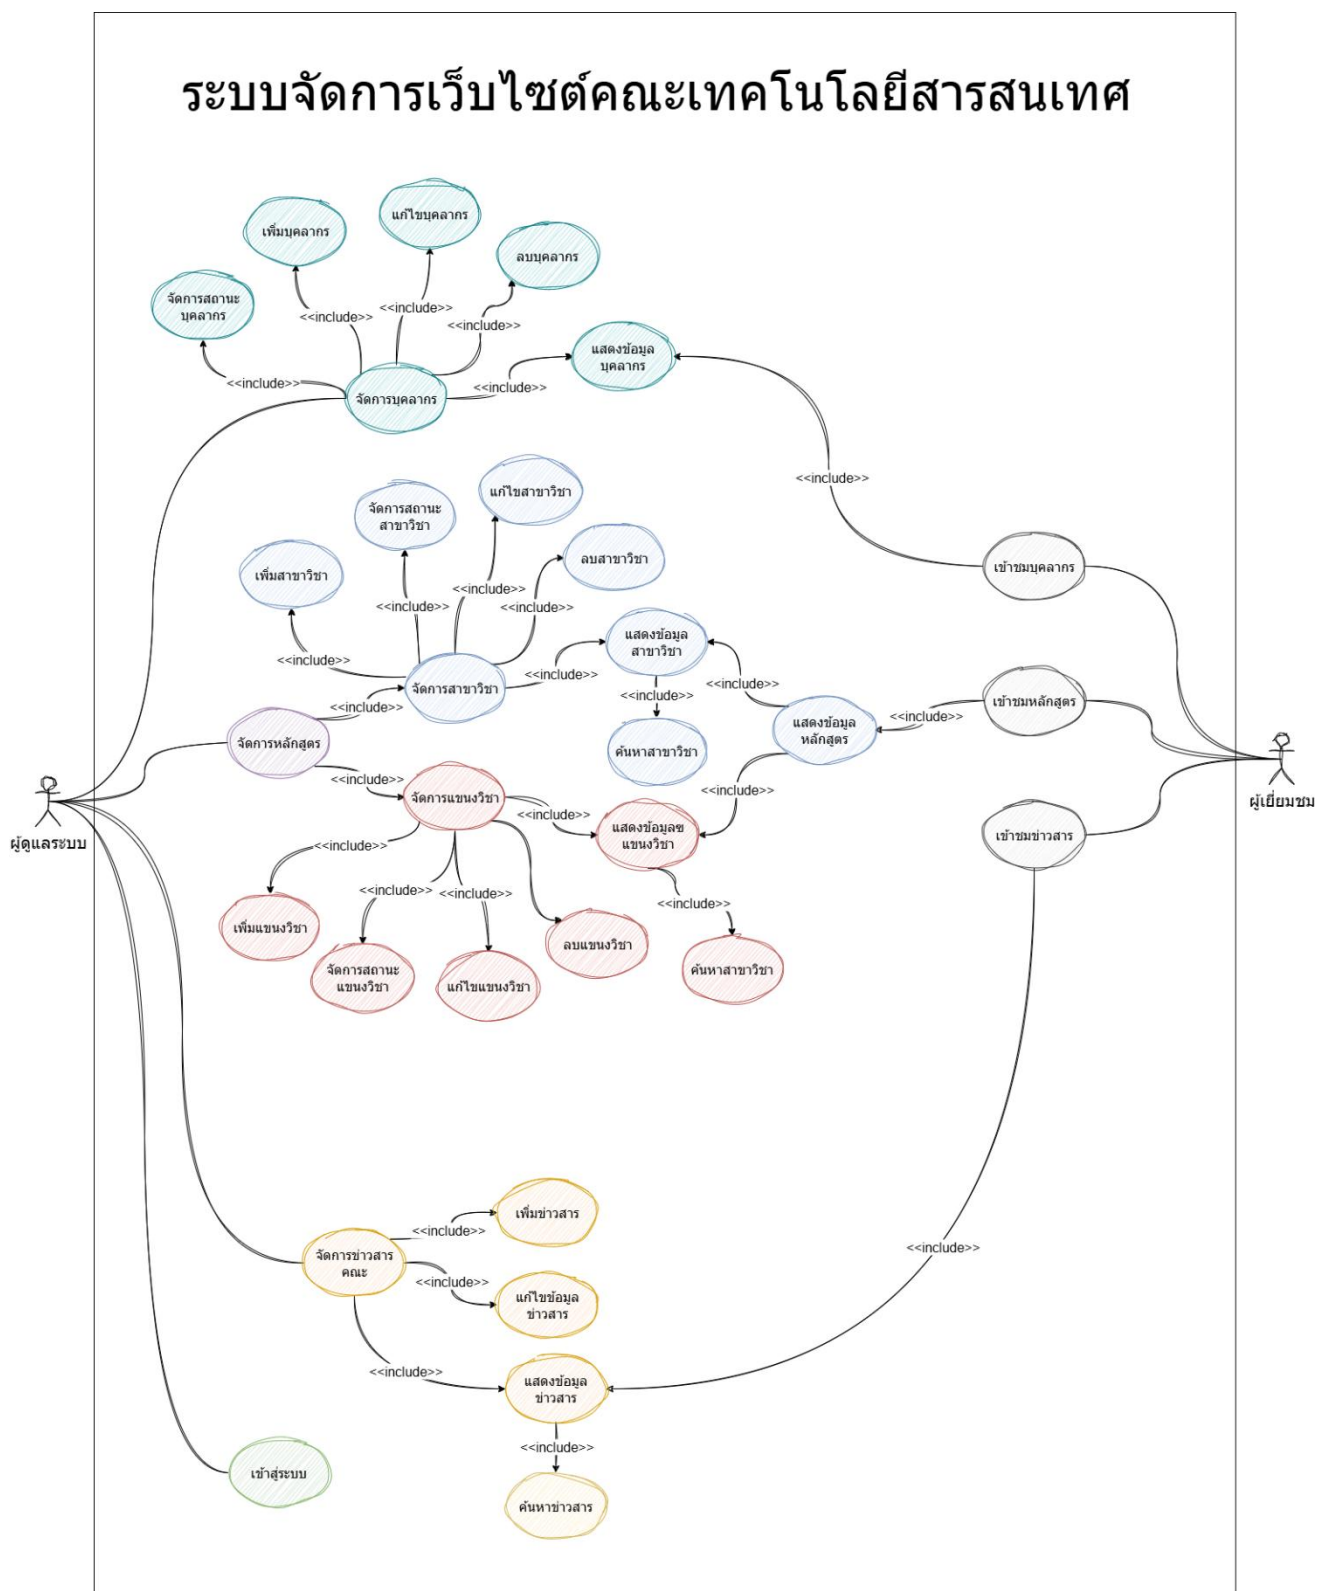 ระบบจัดการเว็บไซต์คณะเทคโนโลยีสารสนเทศ
แก้ไขบุคลากร
เพิ่มบุคลากร
ลบบุคลากร
จัดการสถานะ
บุคลากร
<<include>>
<<include>>
<<include>>
<<include>>
แสดงข้อมูล
บุคลากร
<<include>>
<<include>>
จัดการบุคลากร
<<include>>
แก้ไขสาขาวิชา
จัดการสถานะ
สาขาวิชา
ลบสาขาวิชา
เพิ่มสาขาวิชา
เข้าชมบุคลากร
<<include>>
<<include>>
<<include>>
<<include>>
แสดงข้อมูล
สาขาวิชา
<<include>>
<<include>>
<<include>>
<<include>>
จัดการสาขาวิชา
<<include>>
<<include>>
เข้าชมหลักสูตร
แสดงข้อมูล
หลักสูตร
จัดการหลักสูตร
ค้นหาสาขาวิชา
<<include>>
<<include>>
จัดการแขนงวิชา
<<include>>
แสดงข้อมูลช
แขนงวิชา
เข้าชมข่าวสาร
ผู้ดูแลระบบ
ผู้เยี่ยมชม
<<include>>
<<include>>
<<include>>
<<include>>
เพิ่มแขนงวิชา
ลบแขนงวิชา
จัดการสถานะ
แขนงวิชา
แก้ไขแขนงวิชา
ค้นหาสาขาวิชา
เพิ่มข่าวสาร
<<include>>
<<include>>
จัดการข่าวสาร
คณะ
<<include>>
แก้ไขข้อมูล
ข่าวสาร
<<include>>
แสดงข้อมูล
ข่าวสาร
<<include>>
เข้าสู่ระบบ
ค้นหาข่าวสาร